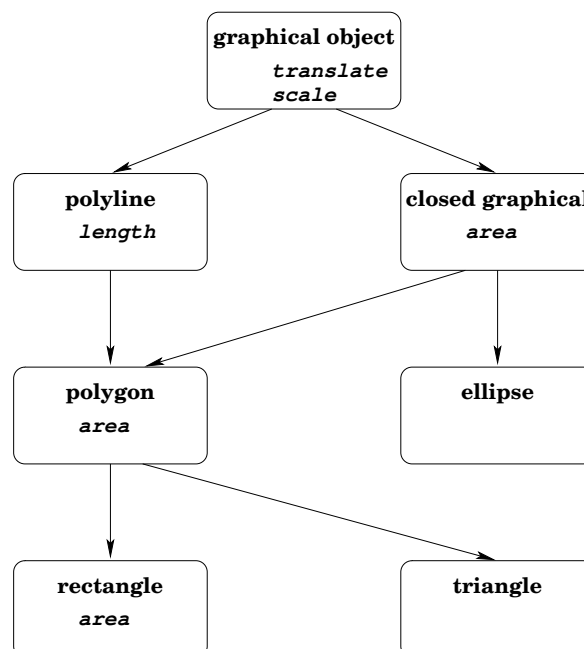 graphical object
translate
scale
polyline
length
closed graphical
area
polygon
area
ellipse
rectangle
area
triangle